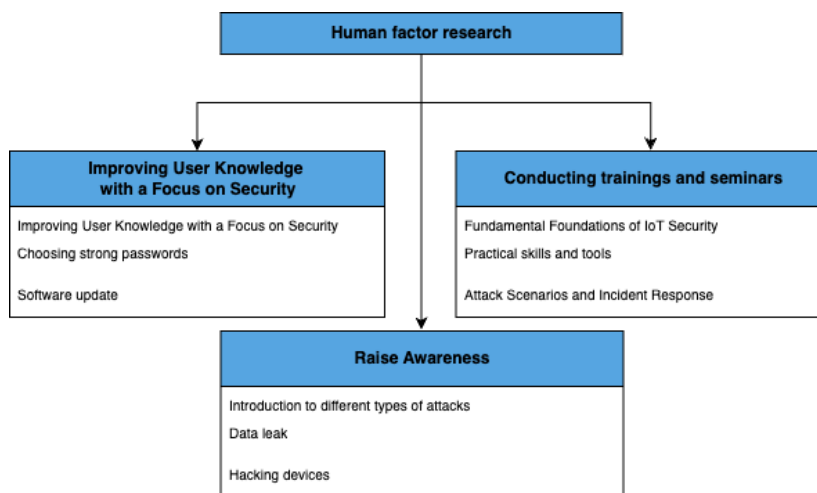 Human factor research
Improving User Knowledge
with a Focus on Security
Improving User Knowledge with a Focus on Security
Choosing strong passwords
Software update
Conducting trainings and seminars
Fundamental Foundations of IoT Security
Practical skills and tools
Attack Scenarios and Incident Response
Raise Awareness
Introduction to different types of attacks
Data leak
Hacking devices